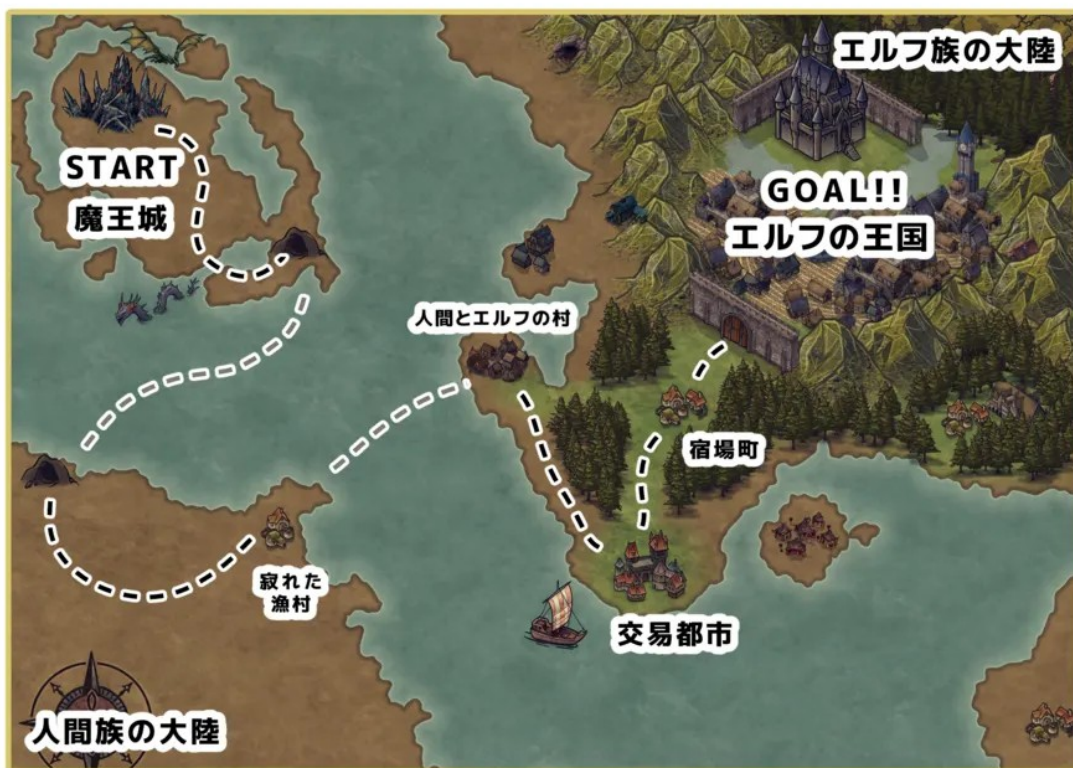 エルフ族の大陸
START
魔王城
GOAL!!
エルフの王国
人間とエルフの村
宿場町
寂れた
漁村
交易都市
人間族の大陸